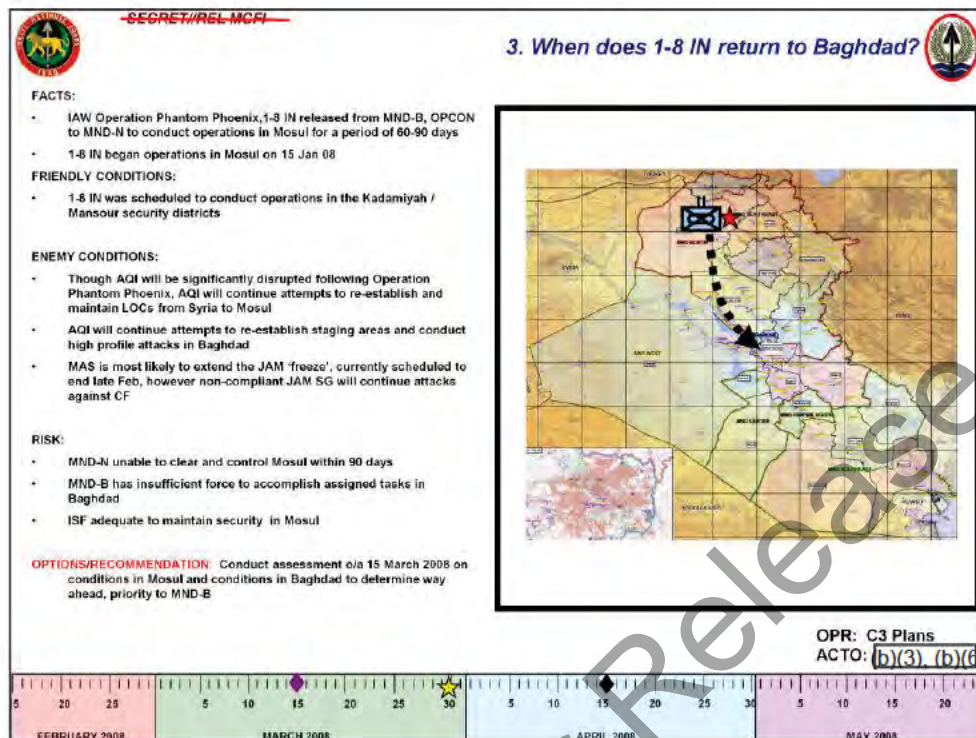 SECRET//REL MCFI
3. When does 1-8 IN return to Baghdad?
FACTS:
• IAW Operation Phantom Phoenix,1-8 IN released from MND-B, OPCON
to MND-N to conduct operations in Mosul for a period of 60-90 days
• 1-8 IN began operations in Mosul on 15 Jan 08
FRIENDLY CONDITIONS:
• 1-8 IN was scheduled to conduct operations in the Kadamiyah /
Mansour security districts
ENEMY CONDITIONS:
• Though AQI will be significantly disrupted following Operation
Phantom Phoenix, AQI will continue attempts to re-establish and
maintain LOCs from Syria to Mosul
• AQI will continue attempts to re-establish staging areas and conduct
high profile attacks in Baghdad
• MAS is most likely to extend the JAM 'freeze', currently scheduled to
end late Feb, however non-compliant JAM SG will continue attacks
against CF
RISK:
• MND-N unable to clear and control Mosul within 90 days
• MND-B has insufficient force to accomplish assigned tasks in
Baghdad
• ISF adequate to maintain security in Mosul
OPTIONS/RECOMMENDATION: Conduct assessment o/a 15 March 2008 on
conditions in Mosul and conditions in Baghdad to determine way
ahead, priority to MND-B
Release
OPR: C3 Plans
ACTO: (b)(3), (b)(6
20 25 5 10 15 20 25 30 5 10 15 20 25 30 5 10 15 20
FEBRUARY 2008 MARCH 2008 APRIL 2008 MAY 2008